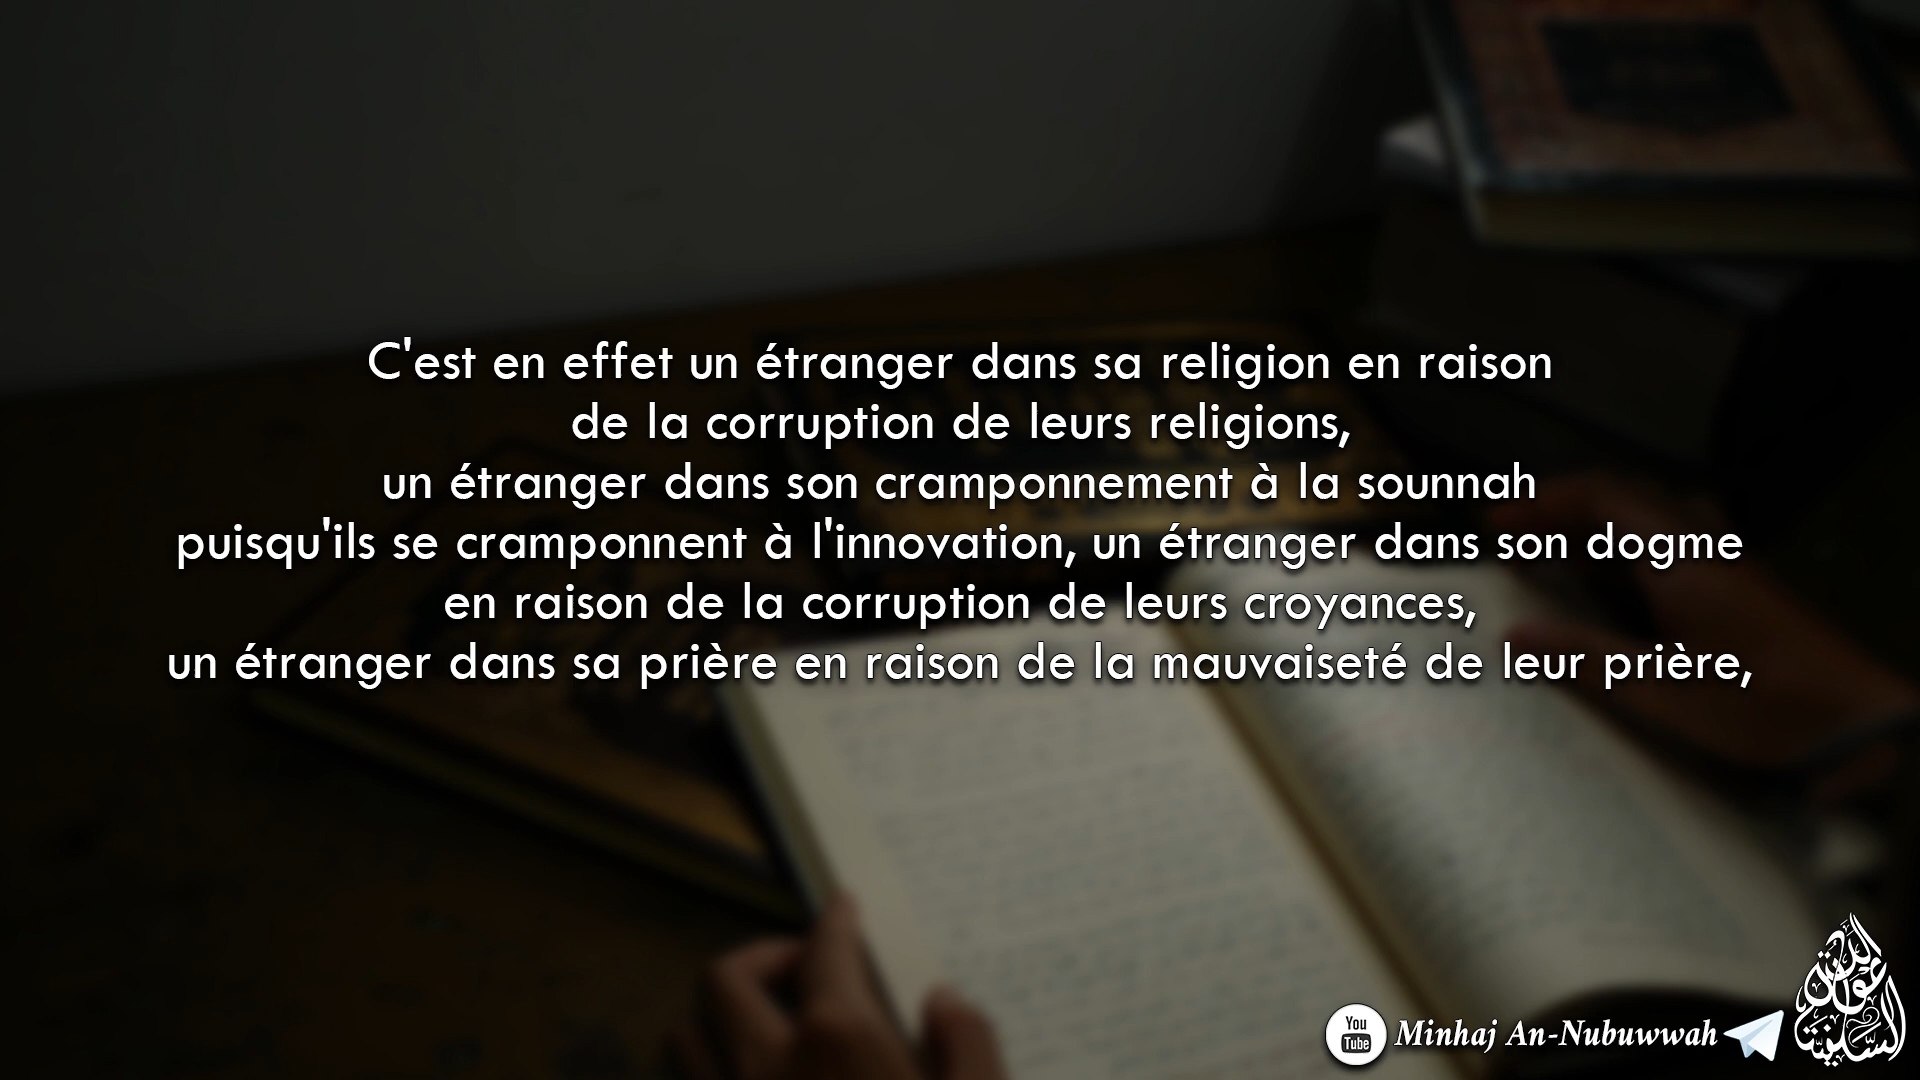 C'est en effet un étranger dans sa religion en raison
de la corruption de leurs religions,
un étranger dans son cramponnement à la sounnah
puisqu'ils se cramponnent à l'innovation, un étranger dans son dogme
en raison de la corruption de leurs croyances,
un étranger dans sa prière en raison de la mauvaiseté de leur prière,
You
Tube
Minhaj An-Nubuwwah